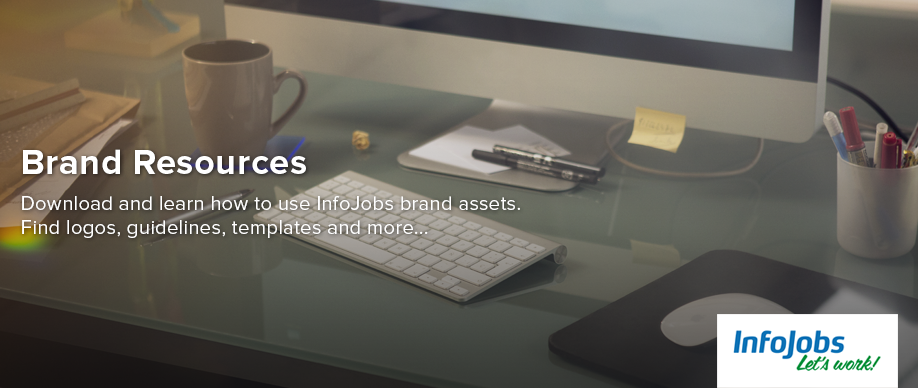 Brand Resources
Download and learn how to use InfoJobs brand assets.
Find logos, guidelines, templates and more...
InfoJobs
Let's work!